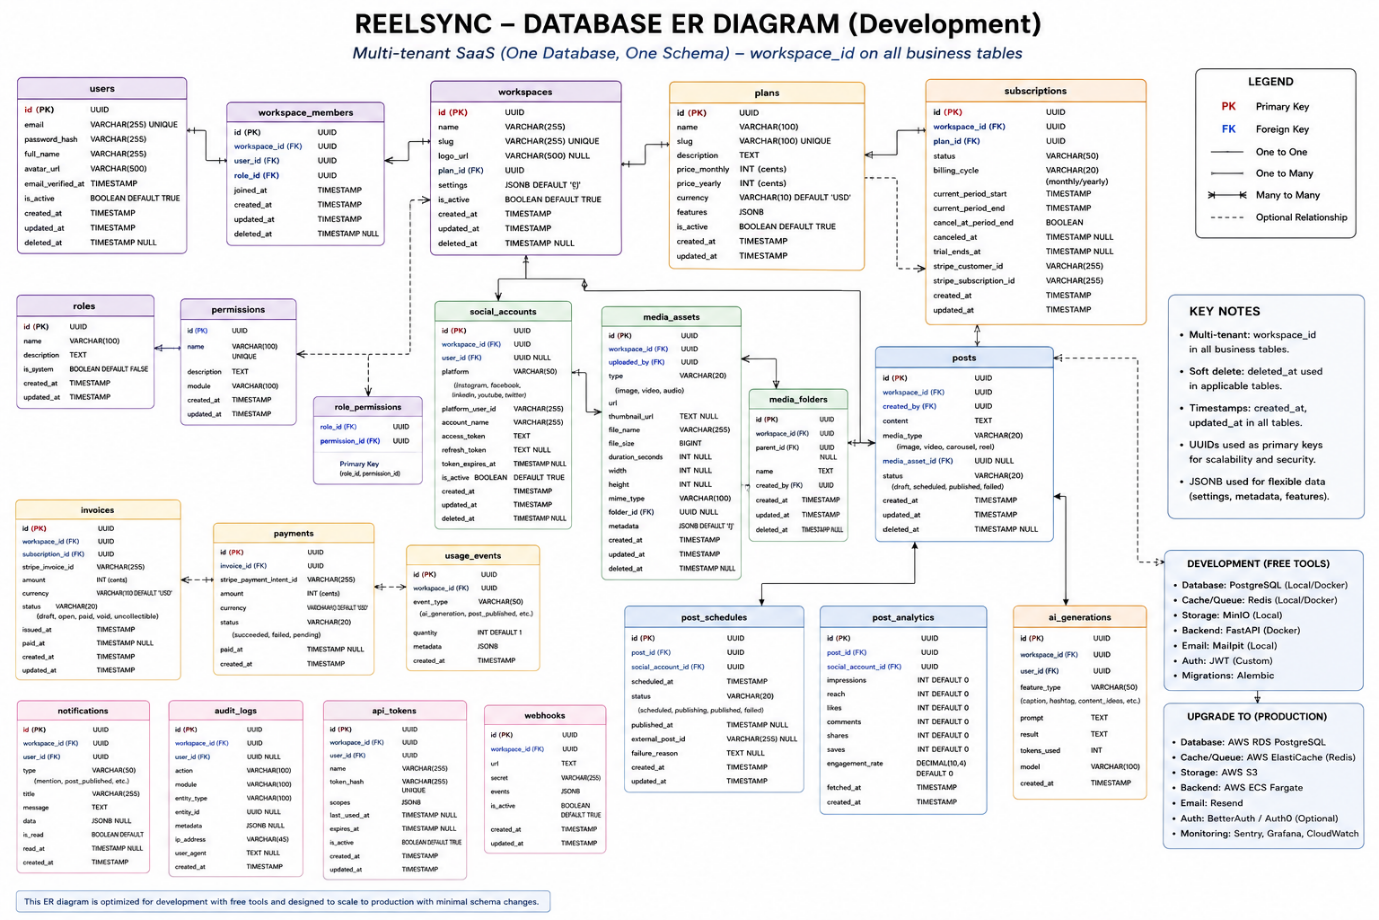 REELSYNC – DATABASE ER DIAGRAM (Development)
Multi-tenant SaaS (One Database, One Schema) – workspace_id on all business tables
users
id (PK) UUID
email VARCHAR(255) UNIQUE
password_hash VARCHAR(255)
full_name VARCHAR(255)
avatar_url VARCHAR(500)
email_verified_at TIMESTAMP
is_active BOOLEAN DEFAULT TRUE
created_at TIMESTAMP
updated_at TIMESTAMP
deleted_at TIMESTAMP NULL
workspace_members
id (PK) UUID
workspace_id (FK) UUID
user_id (FK) UUID
role_id (FK) UUID
joined_at TIMESTAMP
created_at TIMESTAMP
updated_at TIMESTAMP
deleted_at TIMESTAMP NULL
workspaces
id (PK) UUID
name VARCHAR(255)
slug VARCHAR(255) UNIQUE
logo_url VARCHAR(500) NULL
plan_id (FK) UUID
settings JSONB DEFAULT '{}'
is_active BOOLEAN DEFAULT TRUE
created_at TIMESTAMP
updated_at TIMESTAMP
deleted_at TIMESTAMP NULL
plans
id (PK) UUID
name VARCHAR(100)
slug VARCHAR(100) UNIQUE
description TEXT
price_monthly INT (cents)
price_yearly INT (cents)
currency VARCHAR(10) DEFAULT 'USD'
features JSONB
is_active BOOLEAN DEFAULT TRUE
created_at TIMESTAMP
updated_at TIMESTAMP
subscriptions
id (PK) UUID
workspace_id (FK) UUID
plan_id (FK) UUID
status VARCHAR(50)
billing_cycle VARCHAR(20)
(monthly/yearly)
current_period_start TIMESTAMP
current_period_end TIMESTAMP
cancel_at_period_end BOOLEAN
canceled_at TIMESTAMP NULL
trial_ends_at TIMESTAMP NULL
stripe_customer_id VARCHAR(255)
stripe_subscription_id VARCHAR(255)
created_at TIMESTAMP
updated_at TIMESTAMP
LEGEND
PK Primary Key
FK Foreign Key
One to One
One to Many
Many to Many
Optional Relationship
roles
id (PK) UUID
name VARCHAR(100)
description TEXT
is_system BOOLEAN DEFAULT FALSE
created_at TIMESTAMP
updated_at TIMESTAMP
permissions
id (PK) UUID
name VARCHAR(100)
UNIQUE
description TEXT
module VARCHAR(100)
created_at TIMESTAMP
updated_at TIMESTAMP
role_permissions
role_id (FK) UUID
permission_id (FK) UUID
Primary Key
(role_id, permission_id)
social_accounts
id (PK) UUID
workspace_id (FK) UUID
user_id (FK) UUID NULL
platform VARCHAR(50)
(instagram, facebook,
linkedin, youtube, twitter)
platform_user_id VARCHAR(255)
account_name VARCHAR(255)
access_token TEXT
refresh_token TEXT NULL
token_expires_at TIMESTAMP NULL
is_active BOOLEAN DEFAULT TRUE
created_at TIMESTAMP
updated_at TIMESTAMP
deleted_at TIMESTAMP NULL
media_assets
id (PK) UUID
workspace_id (FK) UUID
uploaded_by (FK) UUID
type VARCHAR(20)
(image, video, audio)
url
thumbnail_url TEXT NULL
file_name VARCHAR(255)
file_size BIGINT
duration_seconds INT NULL
width INT NULL
height INT NULL
mime_type VARCHAR(100)
folder_id (FK) UUID NULL
metadata JSONB DEFAULT '{}'
created_at TIMESTAMP
updated_at TIMESTAMP
deleted_at TIMESTAMP NULL
media_folders
id (PK) UUID
workspace_id (FK) UUID
parent_id (FK) UUID
NULL
name TEXT
created_by (FK) UUID
created_at TIMESTAMP
updated_at TIMESTAMP
deleted_at TIMESTAMP NULL
posts
id (PK) UUID
workspace_id (FK) UUID
created_by (FK) UUID
content TEXT
media_type VARCHAR(20)
(image, video, carousel, reel)
media_asset_id (FK) UUID NULL
status VARCHAR(20)
(draft, scheduled, published, failed)
created_at TIMESTAMP
updated_at TIMESTAMP
deleted_at TIMESTAMP NULL
KEY NOTES
• Multi-tenant: workspace_id
in all business tables.
• Soft delete: deleted_at used
in applicable tables.
• Timestamps: created_at,
updated_at in all tables.
• UUIDs used as primary keys
for scalability and security.
• JSONB used for flexible data
(settings, metadata, features).
invoices
id (PK) UUID
workspace_id (FK) UUID
subscription_id (FK) UUID
stripe_invoice_id VARCHAR(255)
amount INT (cents)
currency VARCHAR(10) DEFAULT 'USD'
status VARCHAR(20)
(draft, open, paid, void, uncollectible)
issued_at TIMESTAMP
paid_at TIMESTAMP NULL
created_at TIMESTAMP
updated_at TIMESTAMP
payments
id (PK) UUID
invoice_id (FK) UUID
stripe_payment_intent_id VARCHAR(255)
amount INT (cents)
currency VARCHAR(10) DEFAULT 'USD'
status VARCHAR(20)
(succeeded, failed, pending)
paid_at TIMESTAMP NULL
created_at TIMESTAMP
usage_events
id (PK) UUID
workspace_id (FK) UUID
event_type VARCHAR(50)
(ai_generation, post_published, etc.)
quantity INT DEFAULT 1
metadata JSONB
created_at TIMESTAMP
post_schedules
id (PK) UUID
post_id (FK) UUID
social_account_id (FK) UUID
scheduled_at TIMESTAMP
status VARCHAR(20)
(scheduled, publishing, published, failed)
published_at TIMESTAMP NULL
external_post_id VARCHAR(255) NULL
failure_reason TEXT NULL
created_at TIMESTAMP
updated_at TIMESTAMP
post_analytics
id (PK) UUID
post_id (FK) UUID
social_account_id (FK) UUID
impressions INT DEFAULT 0
reach INT DEFAULT 0
likes INT DEFAULT 0
comments INT DEFAULT 0
shares INT DEFAULT 0
saves INT DEFAULT 0
engagement_rate DECIMAL(10,4)
DEFAULT 0
fetched_at TIMESTAMP
created_at TIMESTAMP
ai_generations
id (PK) UUID
workspace_id (FK) UUID
user_id (FK) UUID
feature_type VARCHAR(50)
(caption, hashtag, content_ideas, etc.)
prompt TEXT
result TEXT
tokens_used INT
model VARCHAR(100)
created_at TIMESTAMP
DEVELOPMENT (FREE TOOLS)
• Database: PostgreSQL (Local/Docker)
• Cache/Queue: Redis (Local/Docker)
• Storage: MinIO (Local)
• Backend: FastAPI (Docker)
• Email: Mailpit (Local)
• Auth: JWT (Custom)
• Migrations: Alembic
UPGRADE TO (PRODUCTION)
• Database: AWS RDS PostgreSQL
• Cache/Queue: AWS ElastiCache (Redis)
• Storage: AWS S3
• Backend: AWS ECS Fargate
• Email: Resend
• Auth: BetterAuth / Auth0 (Optional)
• Monitoring: Sentry, Grafana, CloudWatch
notifications
id (PK) UUID
workspace_id (FK) UUID
user_id (FK) UUID
type VARCHAR(50)
(mention, post_published, etc.)
title VARCHAR(255)
message TEXT
data JSONB NULL
is_read BOOLEAN DEFAULT
read_at TIMESTAMP NULL
created_at TIMESTAMP
audit_logs
id (PK) UUID
workspace_id (FK) UUID
user_id (FK) UUID NULL
action VARCHAR(100)
module VARCHAR(100)
entity_type VARCHAR(100)
entity_id UUID NULL
metadata JSONB NULL
ip_address VARCHAR(45)
user_agent TEXT NULL
created_at TIMESTAMP
api_tokens
id (PK) UUID
workspace_id (FK) UUID
user_id (FK) UUID
name VARCHAR(255)
token_hash VARCHAR(255)
UNIQUE
scopes JSONB
last_used_at TIMESTAMP NULL
expires_at TIMESTAMP NULL
is_active BOOLEAN DEFAULT TRUE
created_at TIMESTAMP
updated_at TIMESTAMP
webhooks
id (PK) UUID
workspace_id (FK) UUID
url TEXT
secret VARCHAR(255)
events JSONB
is_active BOOLEAN
DEFAULT TRUE
created_at TIMESTAMP
updated_at TIMESTAMP
This ER diagram is optimized for development with free tools and designed to scale to production with minimal schema changes.